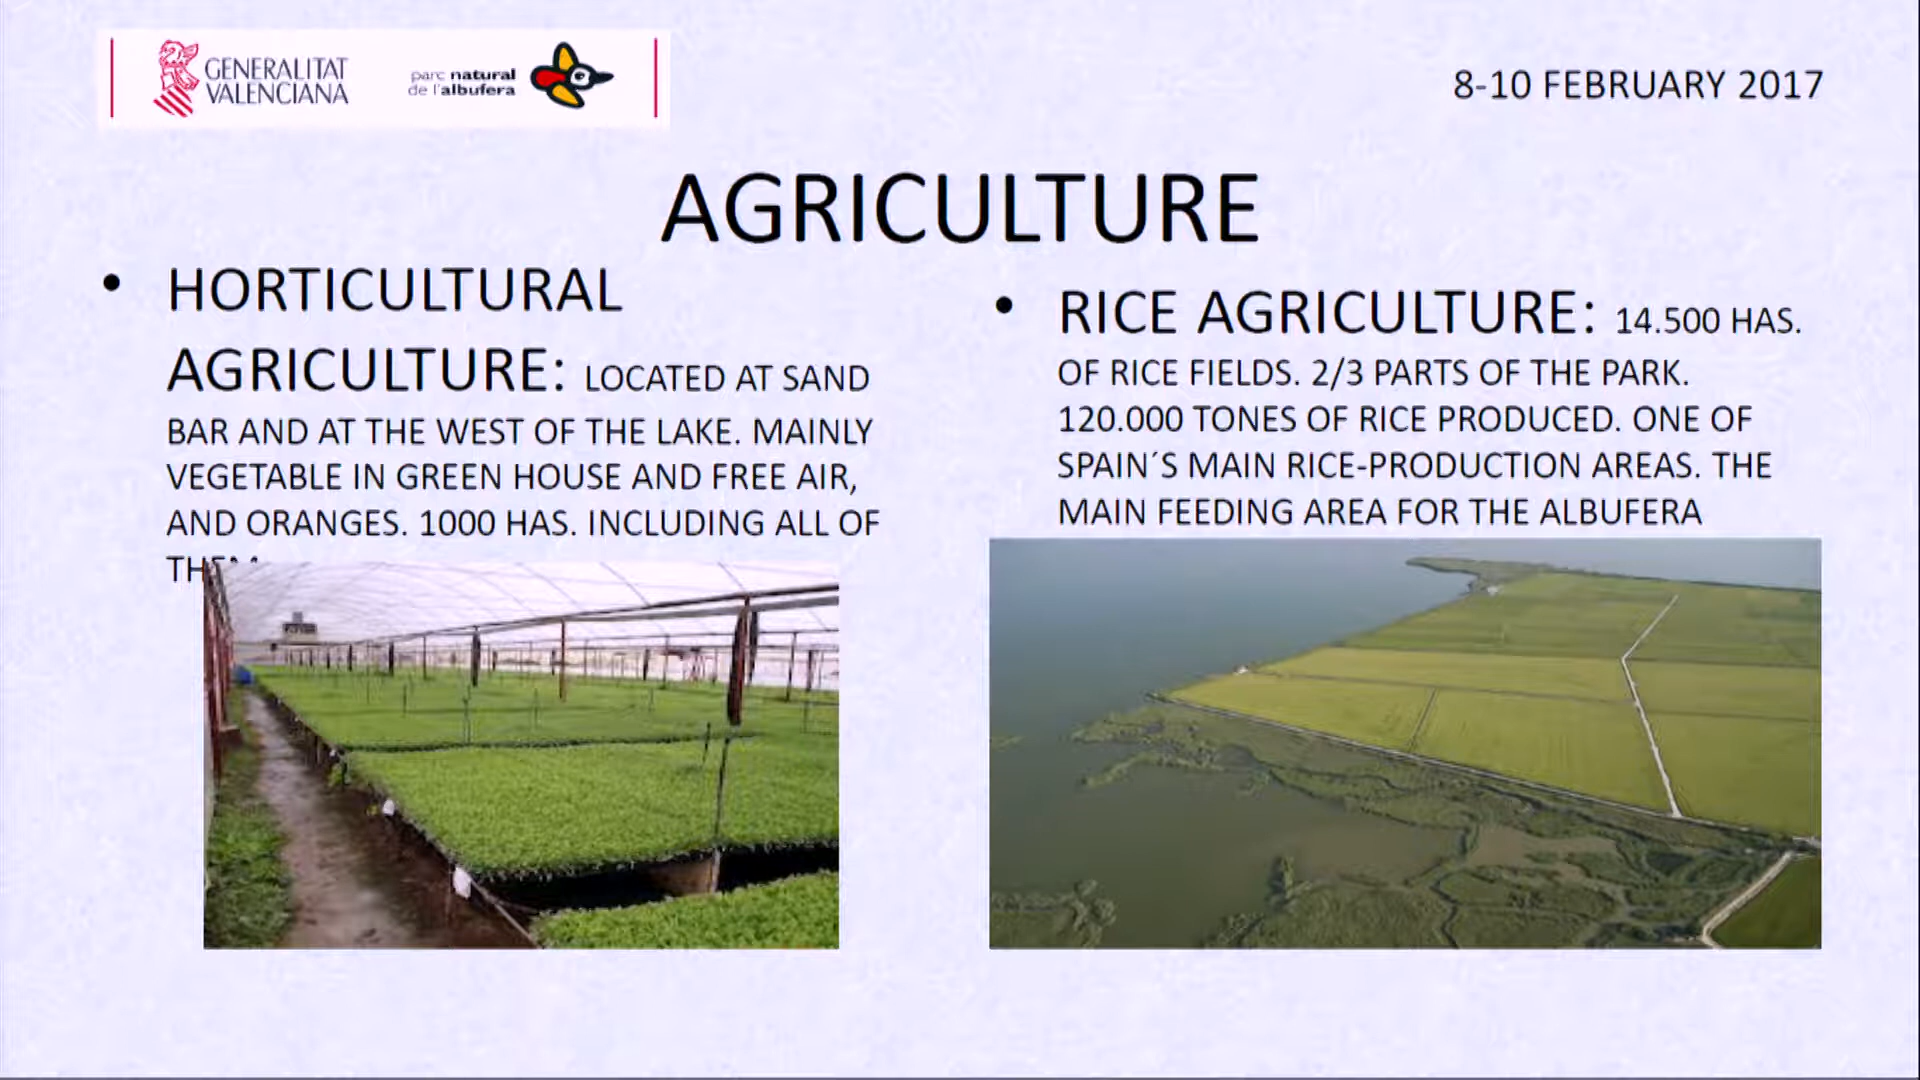 GENERALITAT
VALENCIANA
parc natural
de l'albufera
8-10 FEBRUARY 2017
AGRICULTURE
• HORTICULTURAL
AGRICULTURE: LOCATED AT SAND
BAR AND AT THE WEST OF THE LAKE. MAINLY
VEGETABLE IN GREEN HOUSE AND FREE AIR,
AND ORANGES. 1000 HAS. INCLUDING ALL OF
THEM
• RICE AGRICULTURE: 14.500 HAS.
OF RICE FIELDS. 2/3 PARTS OF THE PARK.
120.000 TONES OF RICE PRODUCED. ONE OF
SPAIN´S MAIN RICE-PRODUCTION AREAS. THE
MAIN FEEDING AREA FOR THE ALBUFERA